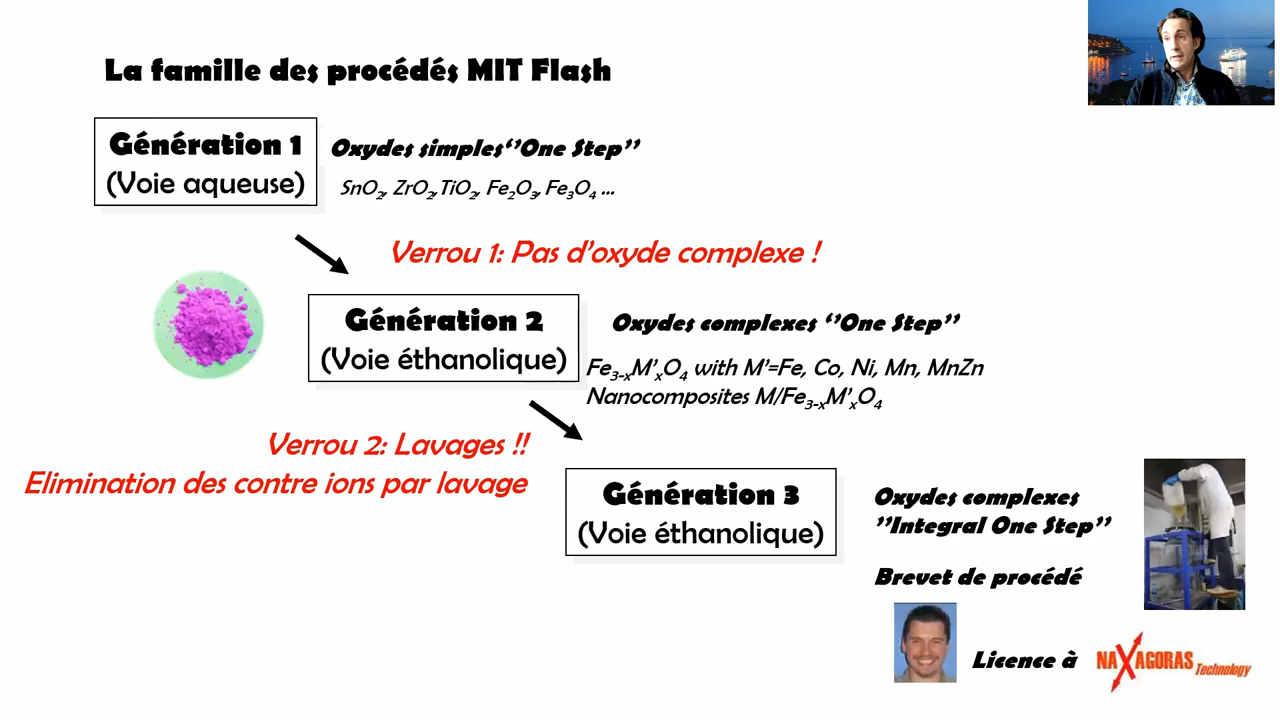 La famille des procédés MIT Flash
Génération 1
(Voie aqueuse)
Oxydes simples‘’One Step’’
SnO2, ZrO2,TiO2, Fe2O3, Fe3O4 ...
Verrou 1: Pas d’oxyde complexe !
Génération 2
(Voie éthanolique)
Oxydes complexes ‘’One Step’’
Fe3-xM’xO4 with M’=Fe, Co, Ni, Mn, MnZn
Nanocomposites M/Fe3-xM’xO4
Verrou 2: Lavages !!
Elimination des contre ions par lavage
Génération 3
(Voie éthanolique)
Oxydes complexes
’’Integral One Step’’
Brevet de procédé
Licence à
NAXAGORAS Technology